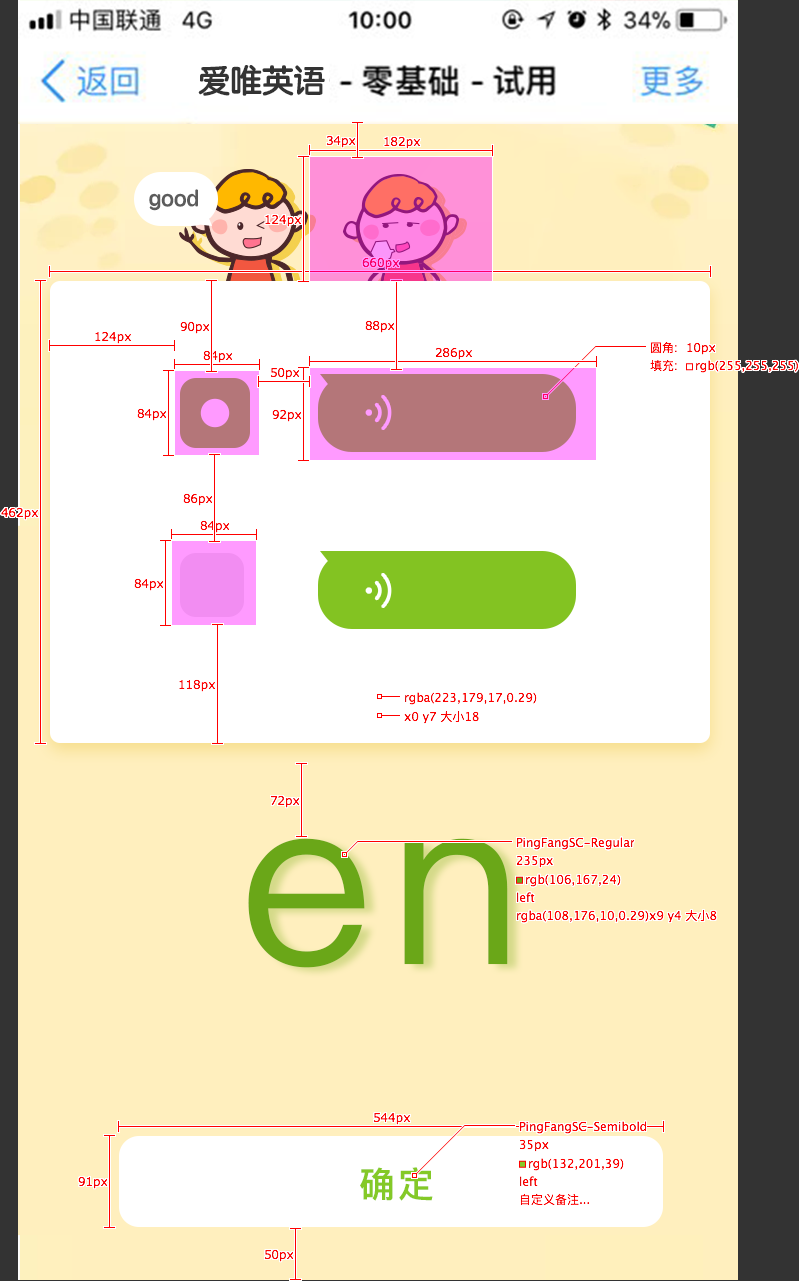 中国联通 4G 10:00 34%
返回 爱唯英语 - 零基础 - 试用 更多
34px 182px
good
124px
660px
90px 88px
124px
84px 50px 286px
圆角：10px
填充：rgb(255,255,255)
84px 92px
86px
84px
462px
84px
118px
rgba(223,179,17,0.29)
x0 y7 大小18
72px
en
PingFangSC-Regular
235px
rgb(106,167,24)
left
rgba(108,176,10,0.29)x9 y4 大小8
544px
PingFangSC-Semibold
35px
rgb(132,201,39)
left
自定义备注...
91px
确定
50px